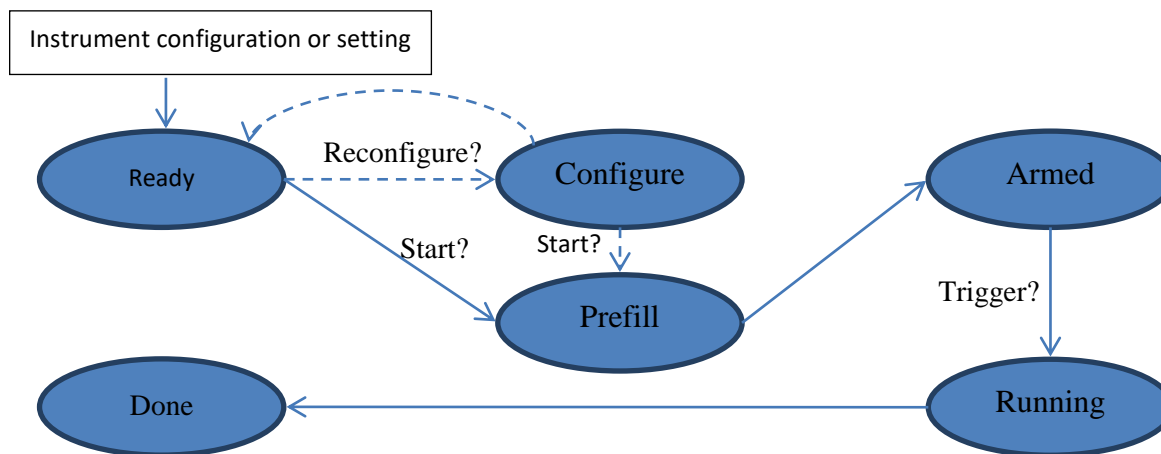 Instrument configuration or setting
Reconfigure?
Ready
Configure
Armed
Start?
Start?
Prefill
Trigger?
Done
Running